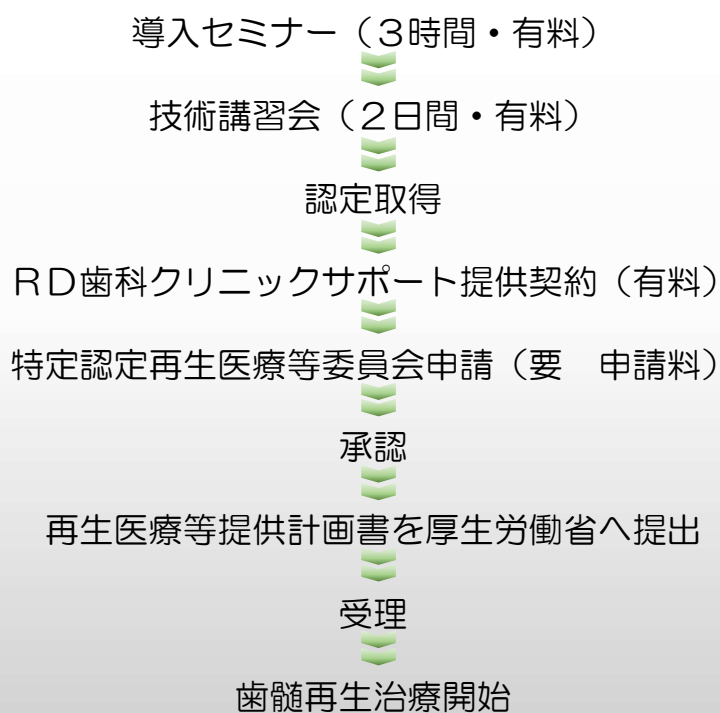 導入セミナー（３時間・有料）
技術講習会（２日間・有料）
認定取得
ＲＤ歯科クリニックサポート提供契約（有料）
特定認定再生医療等委員会申請（要　申請料）
承認
再生医療等提供計画書を厚生労働省へ提出
受理
歯髄再生治療開始